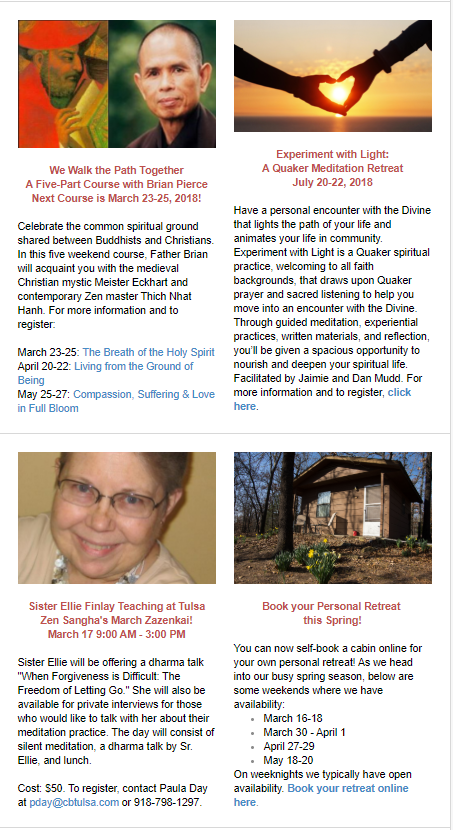 We Walk the Path Together
A Five-Part Course with Brian Pierce
Next Course is March 23-25, 2018!
Celebrate the common spiritual ground
shared between Buddhists and Christians.
In this five weekend course, Father Brian
will acquaint you with the medieval
Christian mystic Meister Eckhart and
contemporary Zen master Thich Nhat
Hanh. For more information and to
register:
March 23-25: The Breath of the Holy Spirit
April 20-22: Living from the Ground of
Being
May 25-27: Compassion, Suffering & Love
in Full Bloom
Experiment with Light:
A Quaker Meditation Retreat
July 20-22, 2018
Have a personal encounter with the Divine
that lights the path of your life and
animates your life in community.
Experiment with Light is a Quaker spiritual
practice, welcoming to all faith
backgrounds, that draws upon Quaker
prayer and sacred listening to help you
move into an encounter with the Divine.
Through guided meditation, experiential
practices, written materials, and reflection,
you'll be given a spacious opportunity to
nourish and deepen your spiritual life.
Facilitated by Jaimie and Dan Mudd. For
more information and to register, click
here.
Sister Ellie Finlay Teaching at Tulsa
Zen Sangha's March Zazenkai!
March 17 9:00 AM - 3:00 PM
Sister Ellie will be offering a dharma talk
"When Forgiveness is Difficult: The
Freedom of Letting Go." She will also be
available for private interviews for those
who would like to talk with her about their
meditation practice. The day will consist of
silent meditation, a dharma talk by Sr.
Ellie, and lunch.
Cost: $50. To register, contact Paula Day
at pday@cbtulsa.com or 918-798-1297.
Book your Personal Retreat
this Spring!
You can now self-book a cabin online for
your own personal retreat! As we head
into our busy spring season, below are
some weekends where we have
availability:
• March 16-18
• March 30 - April 1
• April 27-29
• May 18-20
On weeknights we typically have open
availability. Book your retreat online
here.